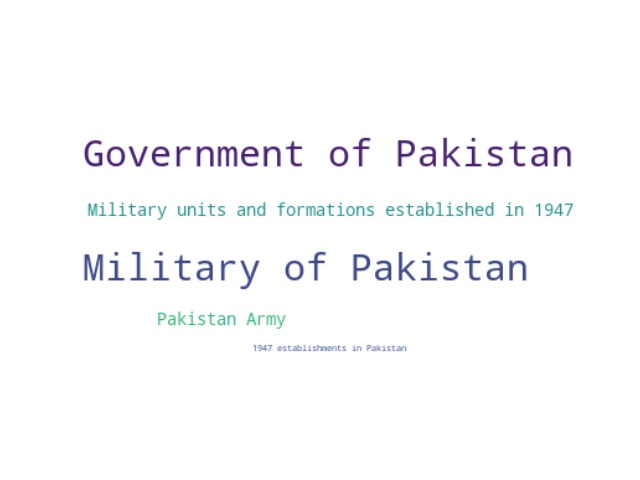 Government of Pakistan
Military units and formations established in 1947
Military of Pakistan
Pakistan Army
1947 establishments in Pakistan